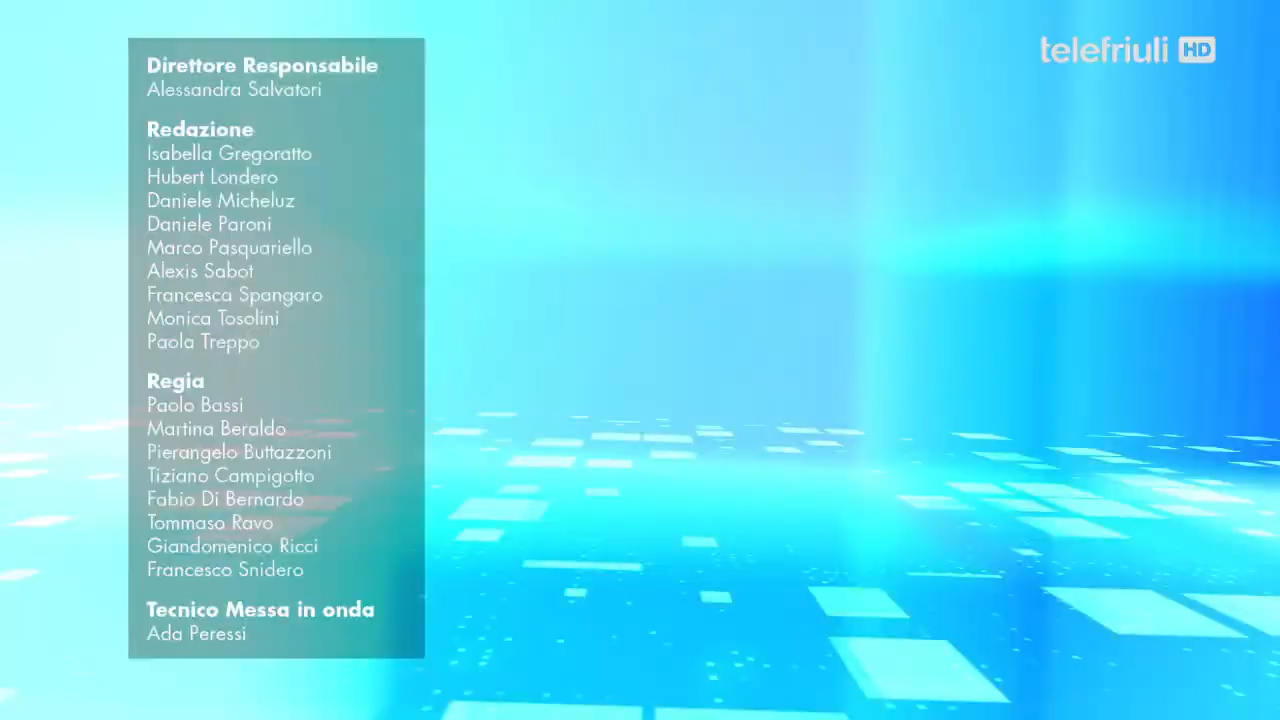 telefriuli HD
Direttore Responsabile
Alessandra Salvatori
Redazione
Isabella Gregoratto
Hubert Londero
Daniele Micheluz
Daniele Paroni
Marco Pasquariello
Alexis Sabot
Francesca Spangaro
Monica Tosolini
Paola Treppo
Regia
Paolo Bassi
Martina Beraldo
Pierangelo Buttazzoni
Tiziano Campigotto
Fabio Di Bernardo
Tommaso Ravo
Giandomenico Ricci
Francesco Snidero
Tecnico Messa in onda
Ada Peressi